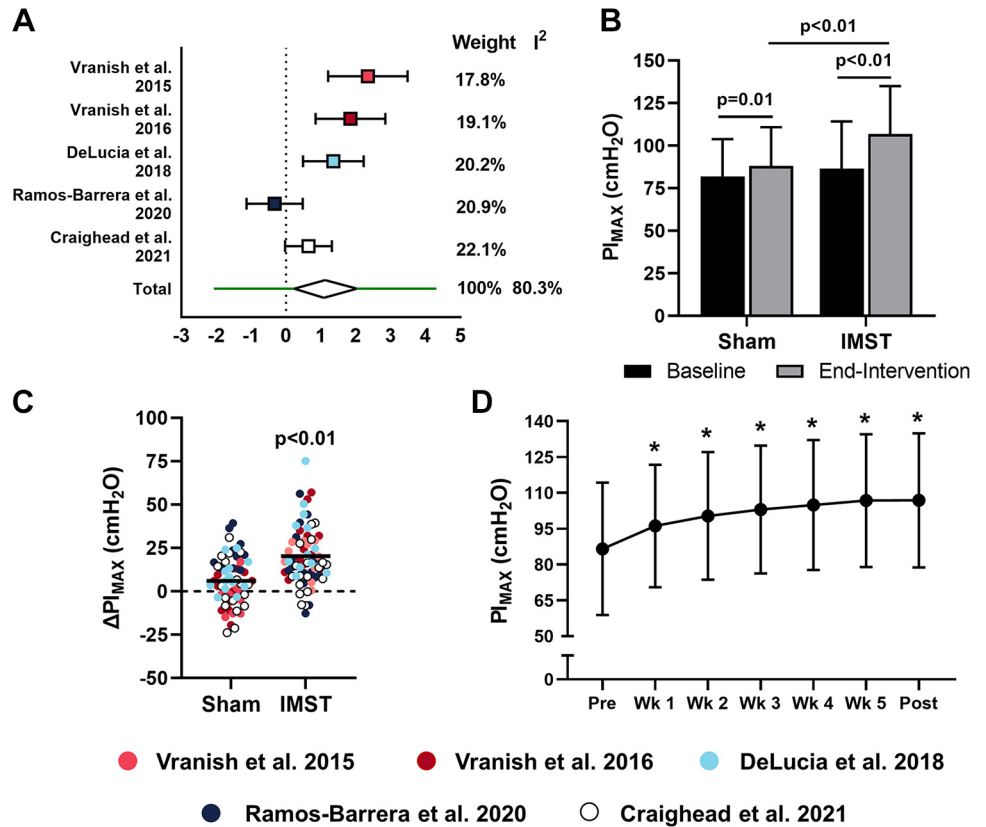 A
Weight I²
Vranish et al.
2015
17.8%
Vranish et al.
2016
19.1%
DeLucia et al.
2018
20.2%
Ramos-Barrera et al.
2020
20.9%
Craighead et al.
2021
22.1%
Total
100% 80.3%
-3 -2 -1 0 1 2 3 4 5
B
p<0.01
p<0.01
p=0.01
PIMAX (cmH2O)
150
125
100
75
50
25
0
Sham IMST
Baseline End-Intervention
C
p<0.01
ΔPIMAX (cmH2O)
100
75
50
25
0
-25
-50
Sham IMST
D
* * * * * *
PIMAX (cmH2O)
140
125
110
95
80
65
50
0
Pre Wk 1 Wk 2 Wk 3 Wk 4 Wk 5 Post
Vranish et al. 2015 Vranish et al. 2016 DeLucia et al. 2018
Ramos-Barrera et al. 2020 Craighead et al. 2021